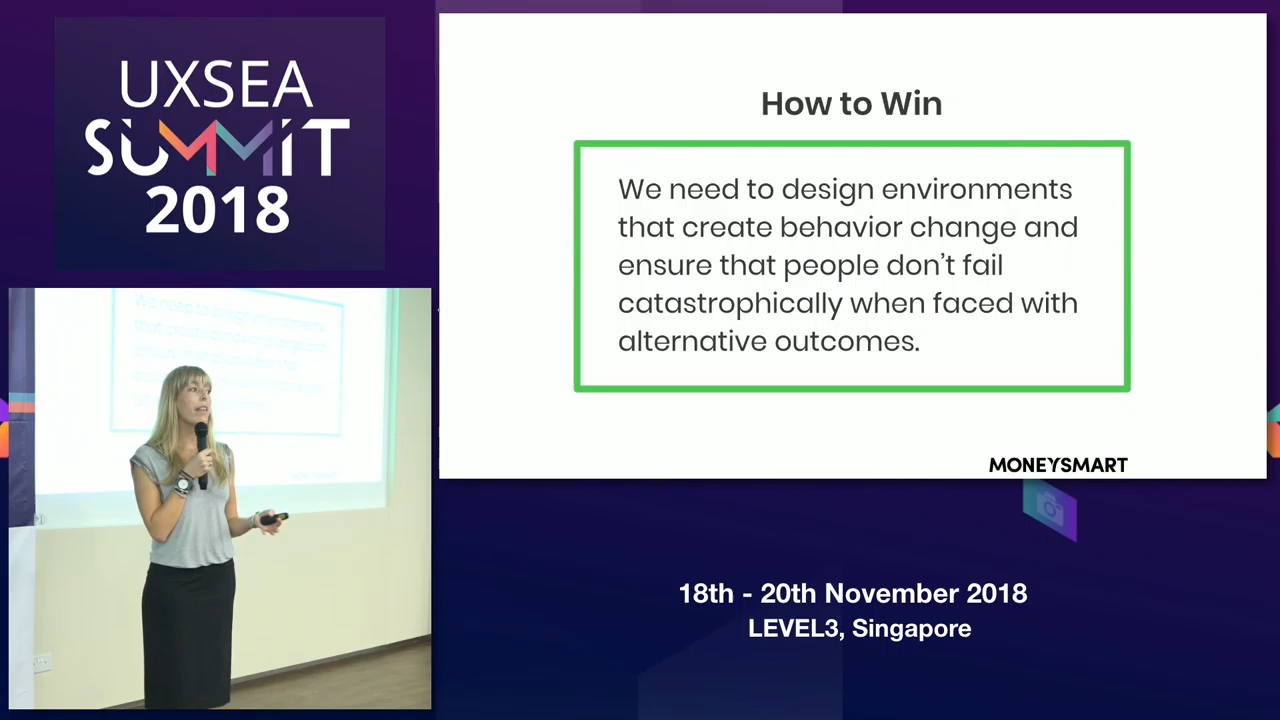 UXSEA
SUMMIT
2018
How to Win
We need to design environments
that create behavior change and
ensure that people don't fail
catastrophically when faced with
alternative outcomes.
MONEYSMART
18th - 20th November 2018
LEVEL3, Singapore